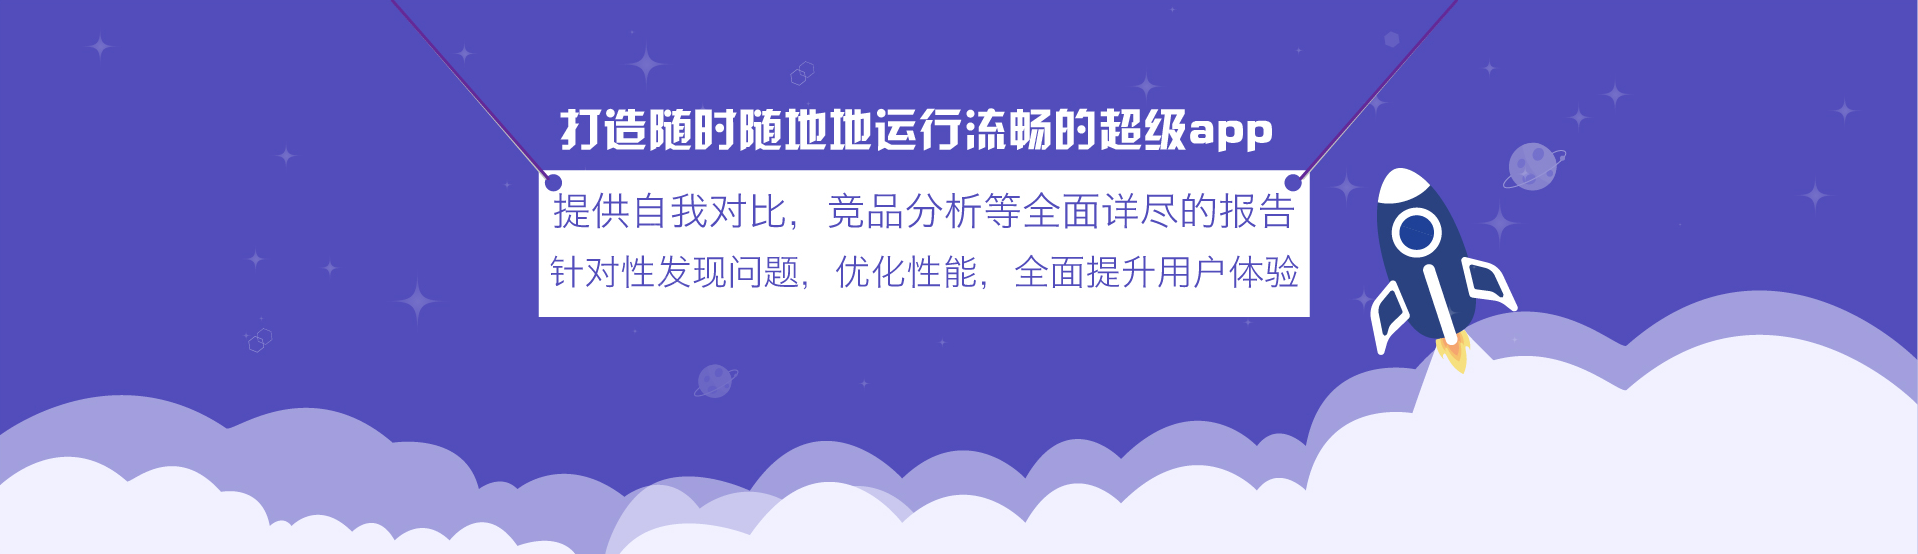 打造随时随地地运行流畅的超级app
提供自我对比，竞品分析等全面详尽的报告
针对性发现问题，优化性能，全面提升用户体验